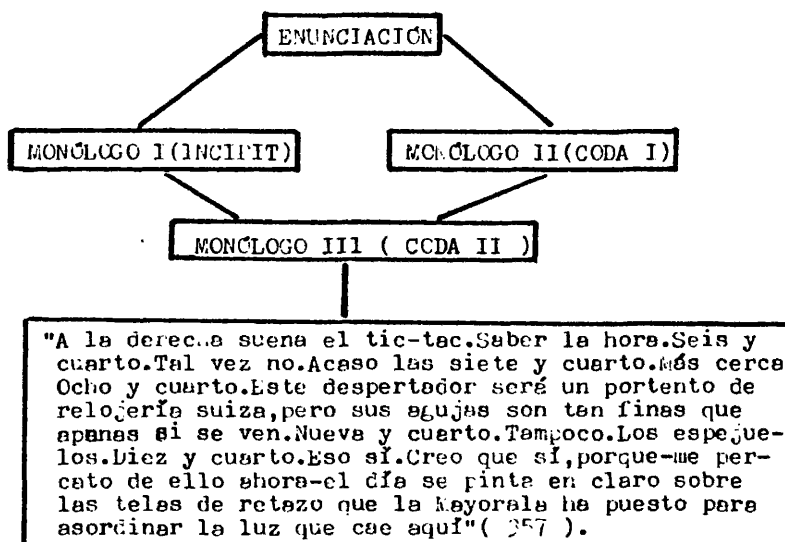 ENUNCIACIÓN
MONÓLOGO I(INCIPIT)
MONÓLOGO II(CODA I)
MONÓLOGO III ( CODA II )
"A la derecha suena el tic-tac.Saber la hora.Seis y
cuarto.Tal vez no.Acaso las siete y cuarto.Más cerca
Ocho y cuarto.Este despertador será un portento de
relojería suiza,pero sus agujas son tan finas que
apenas si se ven.Nueva y cuarto.Tampoco.Los espejue-
los.Diez y cuarto.Eso sí.Creo que sí,porque-me per-
cato de ello ahora-el día se pinta en claro sobre
las telas de retazo que la Mayorala ha puesto para
asordinar la luz que cae aquí"( ).